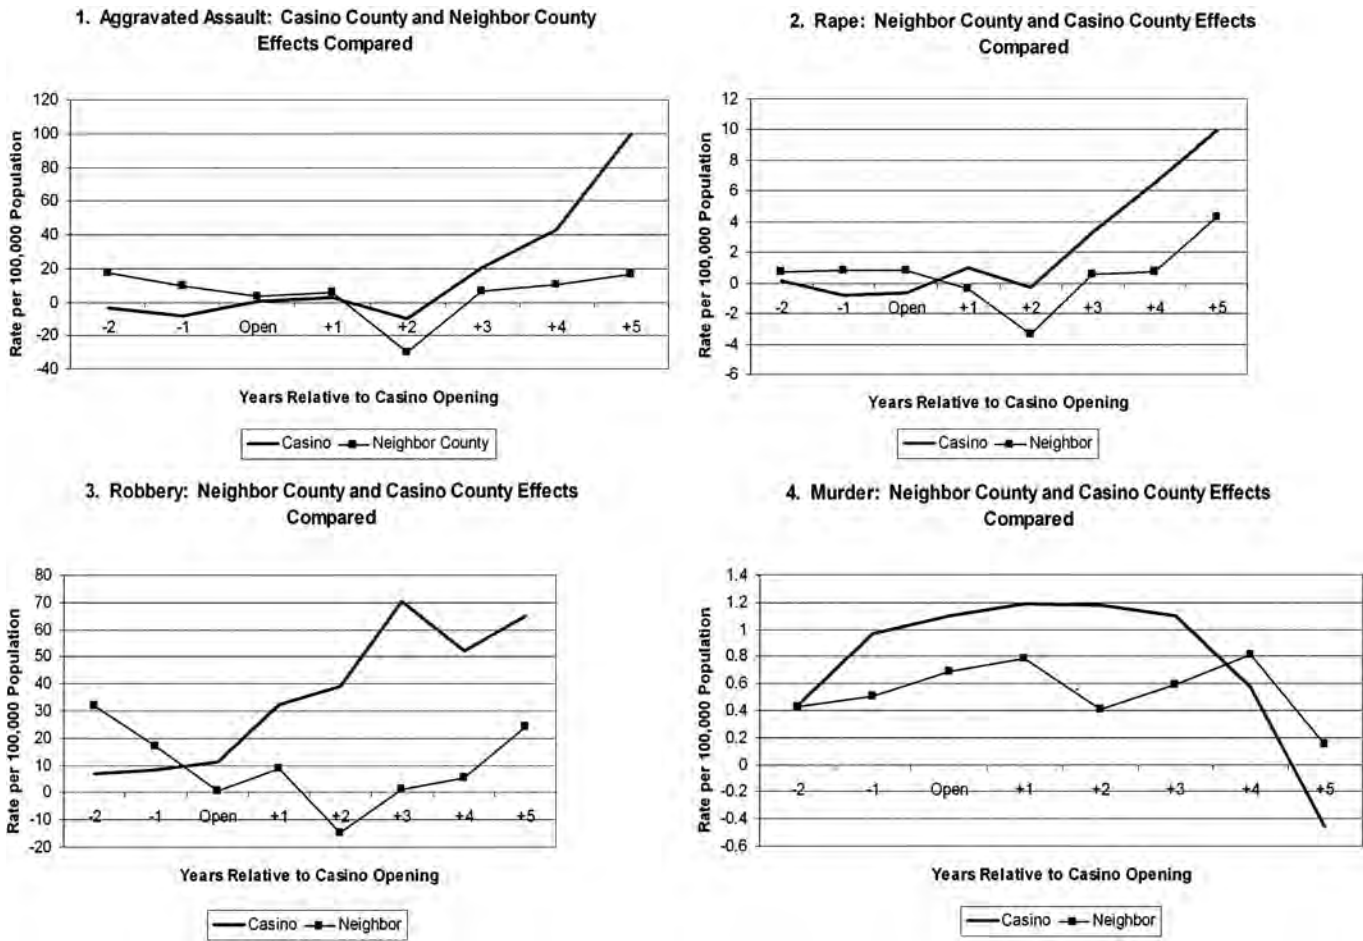 1. Aggravated Assault: Casino County and Neighbor County
Effects Compared
120
100
80
60
40
20
0
-20
-40
Rate per 100,000 Population
-2
-1
Open
+1
+2
+3
+4
+5
Years Relative to Casino Opening
Casino
Neighbor County
2. Rape: Neighbor County and Casino County Effects
Compared
12
10
8
6
4
2
0
-2
-4
-6
Rate per 100,000 Population
-2
-1
Open
+1
+2
+3
+4
+5
Years Relative to Casino Opening
Casino
Neighbor
3. Robbery: Neighbor County and Casino County Effects
Compared
80
70
60
50
40
30
20
10
0
-10
-20
Rate per 100,000 Population
-2
-1
Open
+1
+2
+3
+4
+5
Years Relative to Casino Opening
Casino
Neighbor
4. Murder: Neighbor County and Casino County Effects
Compared
1.4
1.2
1
0.8
0.6
0.4
0.2
0
-0.2
-0.4
-0.6
Rate per 100,000 Population
-2
-1
Open
+1
+2
+3
+4
+5
Years Relative to Casino Opening
Casino
Neighbor